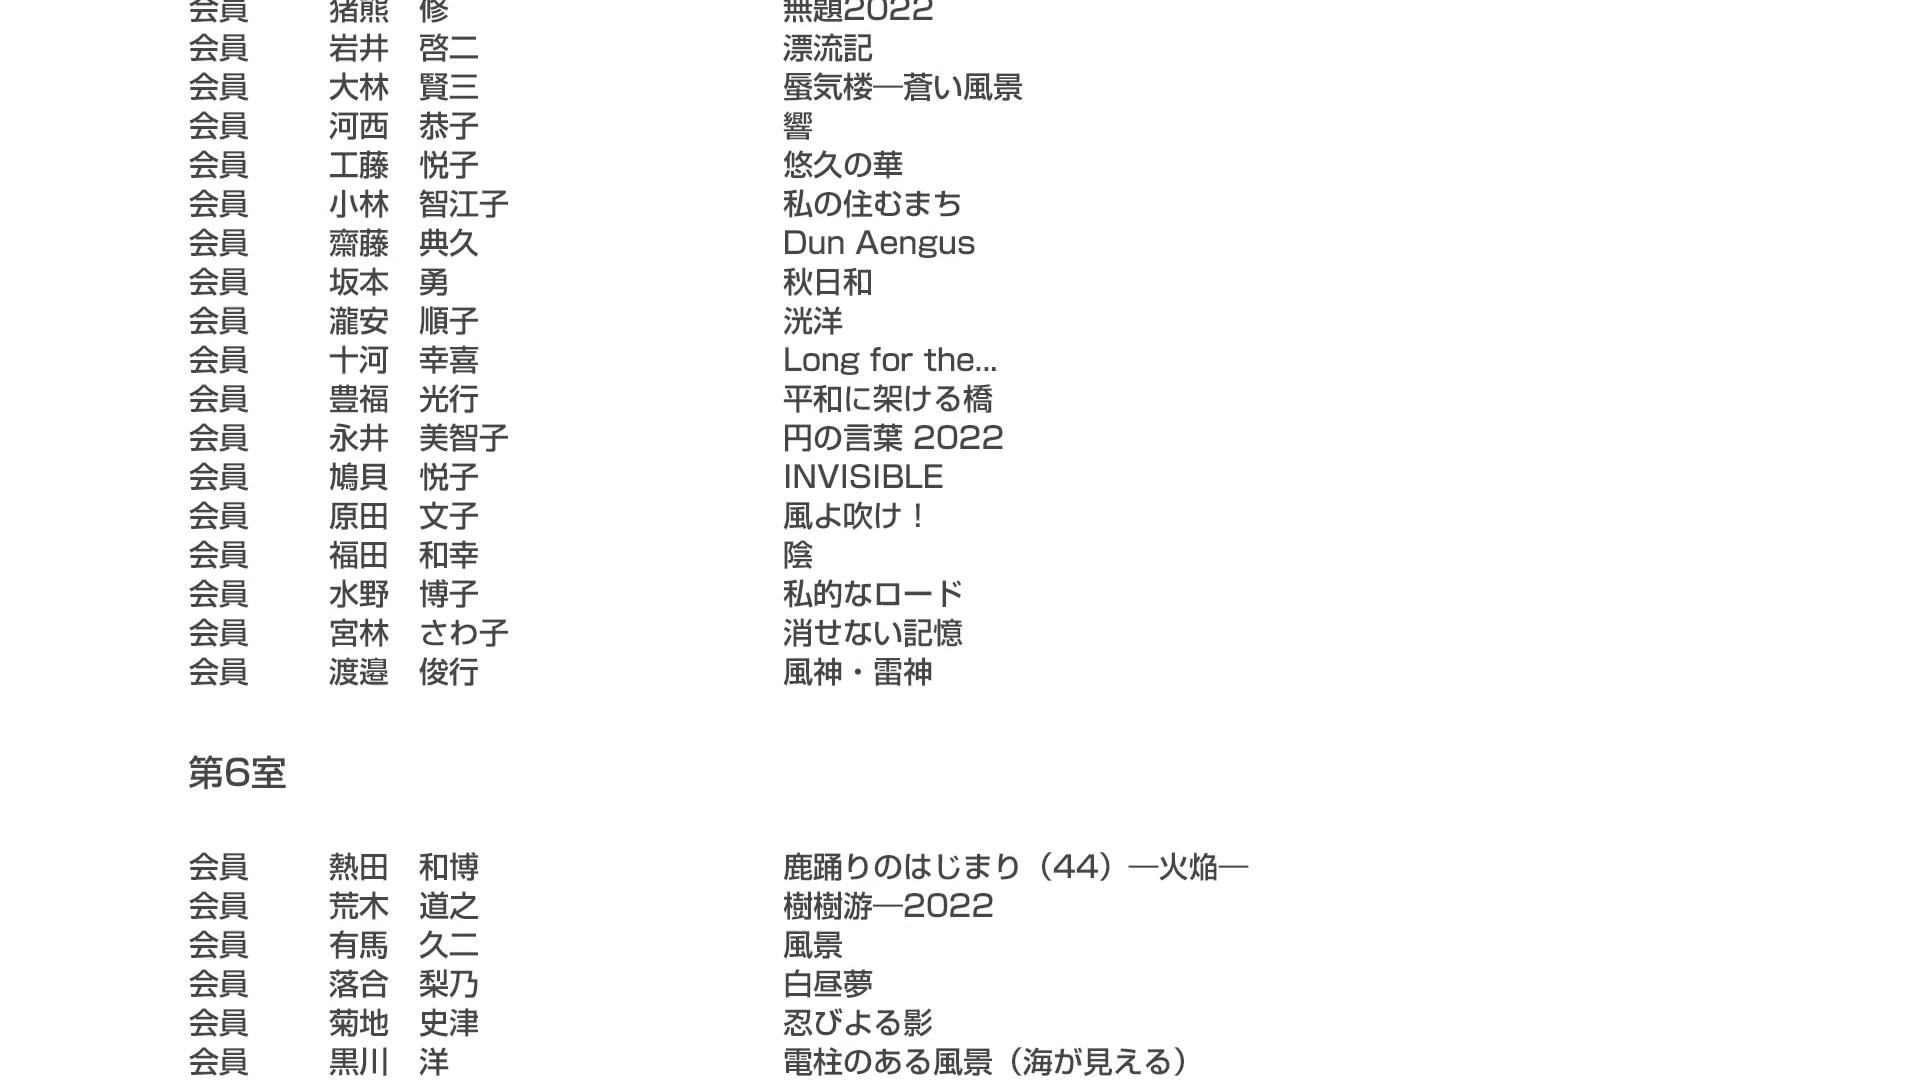 会員　猪熊　修　無題2022
会員　岩井　啓二　漂流記
会員　大林　賢三　蜃気楼―蒼い風景
会員　河西　恭子　響
会員　工藤　悦子　悠久の華
会員　小林　智江子　私の住むまち
会員　齋藤　典久　Dun Aengus
会員　坂本　勇　秋日和
会員　瀧安　順子　洸洋
会員　十河　幸喜　Long for the...
会員　豊福　光行　平和に架ける橋
会員　永井　美智子　円の言葉 2022
会員　鳩貝　悦子　INVISIBLE
会員　原田　文子　風よ吹け！
会員　福田　和幸　陰
会員　水野　博子　私的なロード
会員　宮林　さわ子　消せない記憶
会員　渡邉　俊行　風神・雷神
第6室
会員　熱田　和博　鹿踊りのはじまり（44）―火焔―
会員　荒木　道之　樹樹游―2022
会員　有馬　久二　風景
会員　落合　梨乃　白昼夢
会員　菊地　史津　忍びよる影
会員　黒川　洋　電柱のある風景（海が見える）